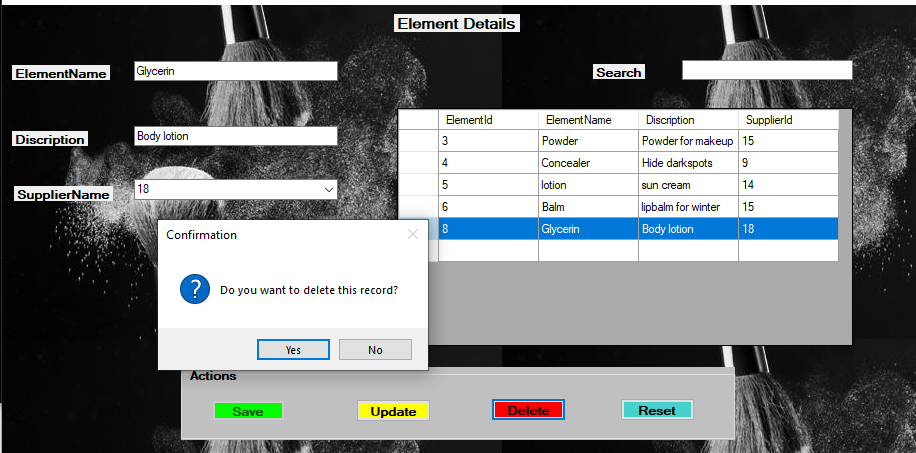 Element Details
ElementName
Glycerin
Search
Discription
Body lotion
SupplierName
18
ElementId ElementName Discription SupplierId
3 Powder Powder for makeup 15
4 Concealer Hide darkspots 9
5 lotion sun cream 14
6 Balm lipbalm for winter 15
8 Glycerin Body lotion 18
Confirmation
Do you want to delete this record?
Yes No
Actions
Save Update Delete Reset